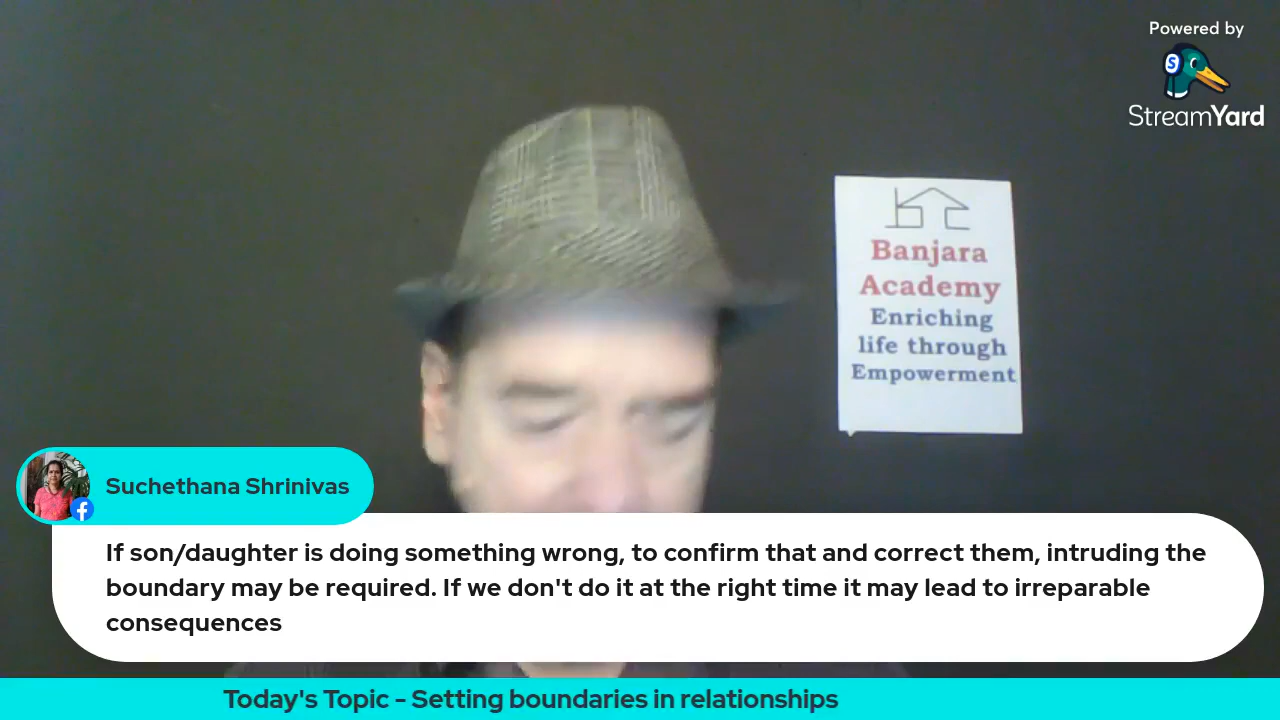 Powered by
StreamYard
Banjara
Academy
Enriching
life through
Empowerment
Suchethana Shrinivas
If son/daughter is doing something wrong, to confirm that and correct them, intruding the
boundary may be required. If we don't do it at the right time it may lead to irreparable
consequences
Today's Topic - Setting boundaries in relationships